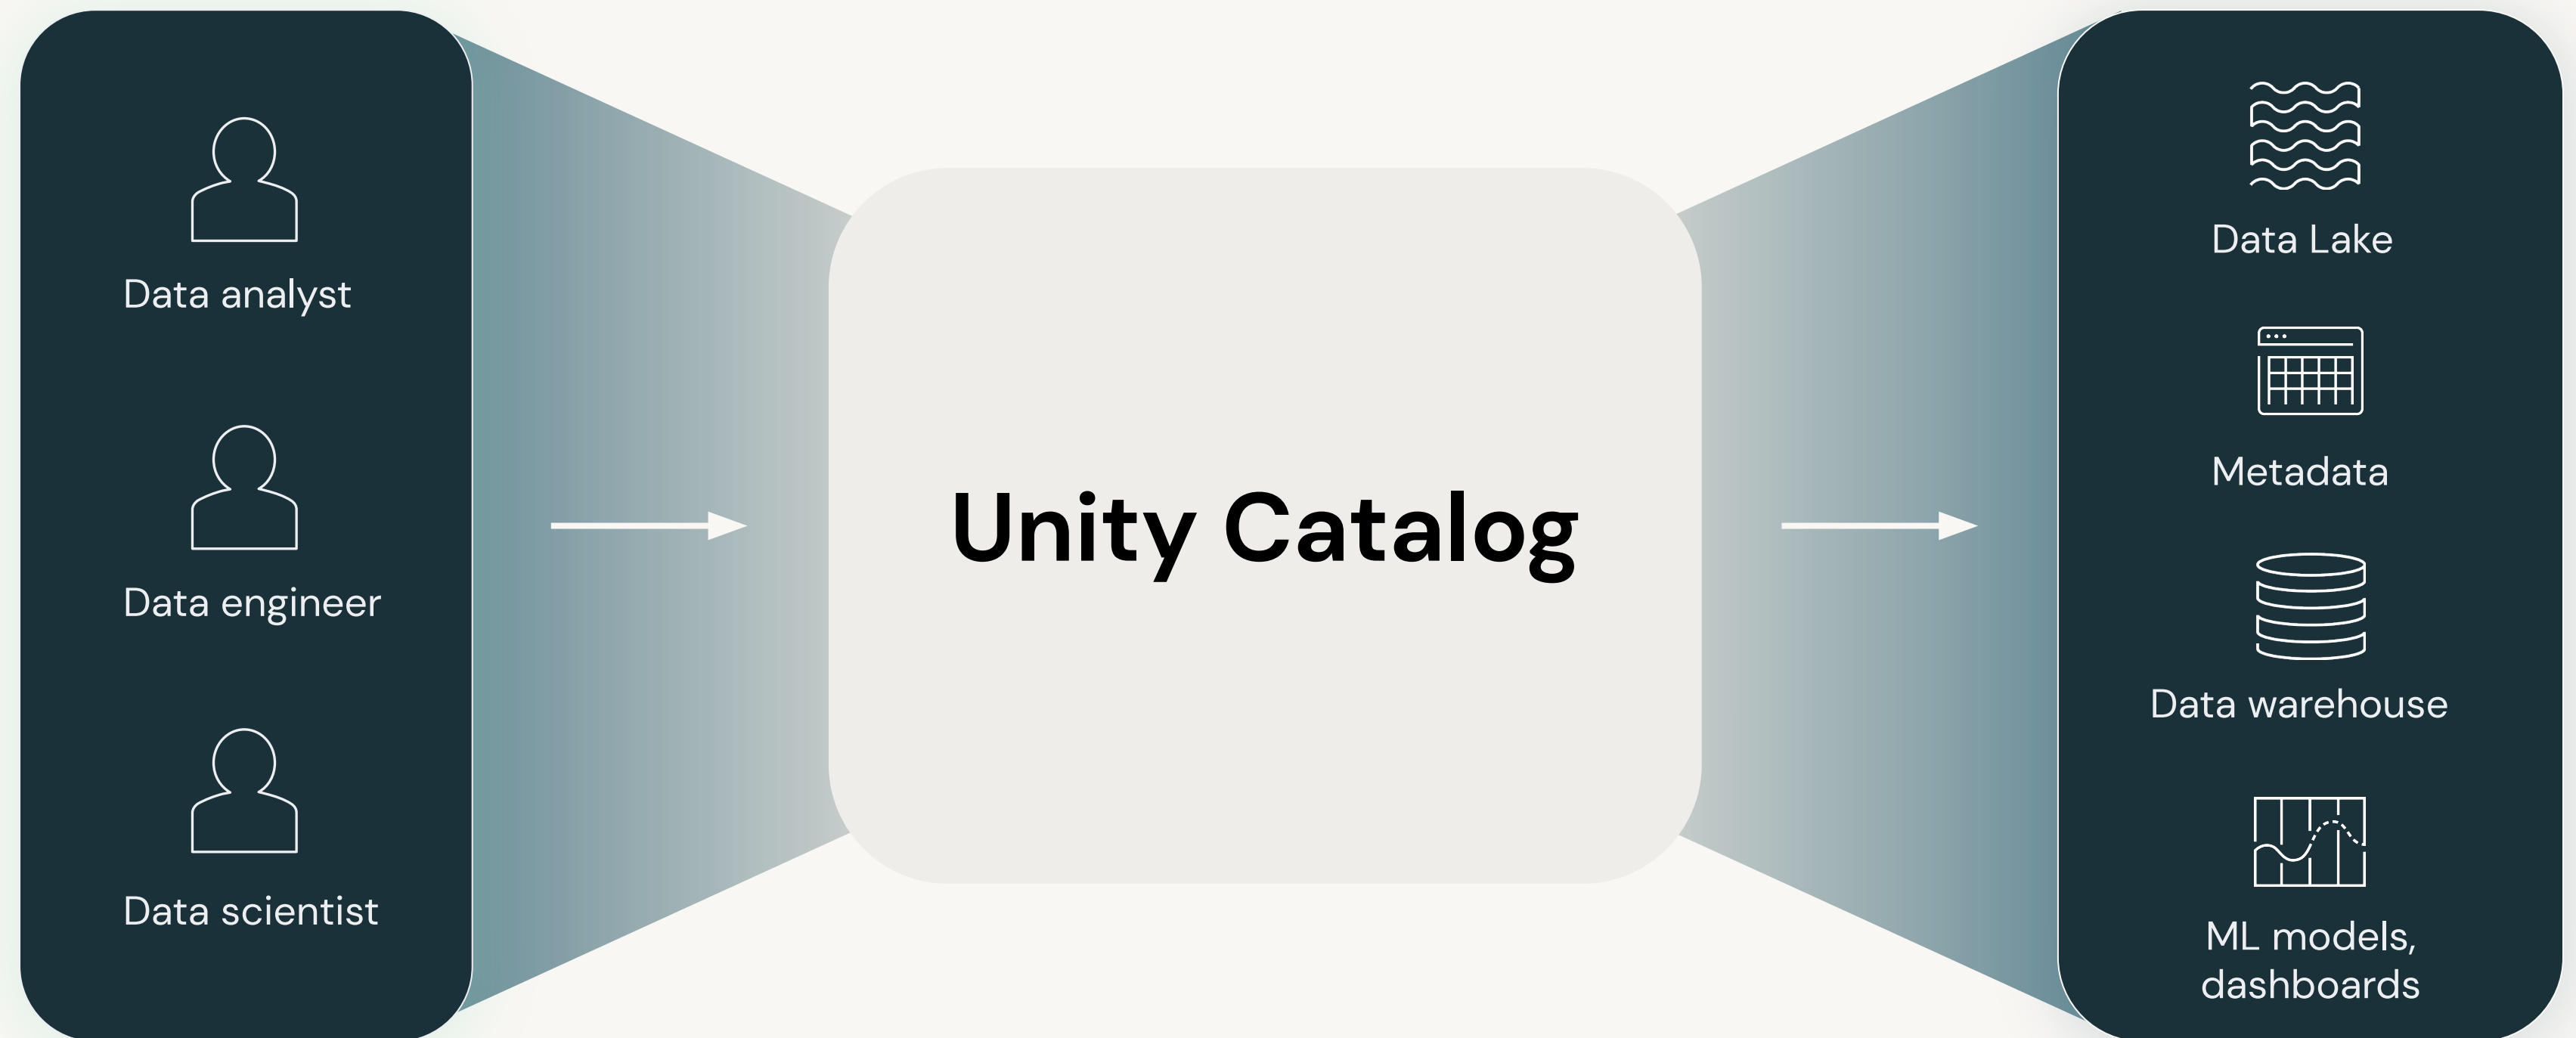 Data analyst
Data engineer
Data scientist
Unity Catalog
Data Lake
Metadata
Data warehouse
ML models,
dashboards